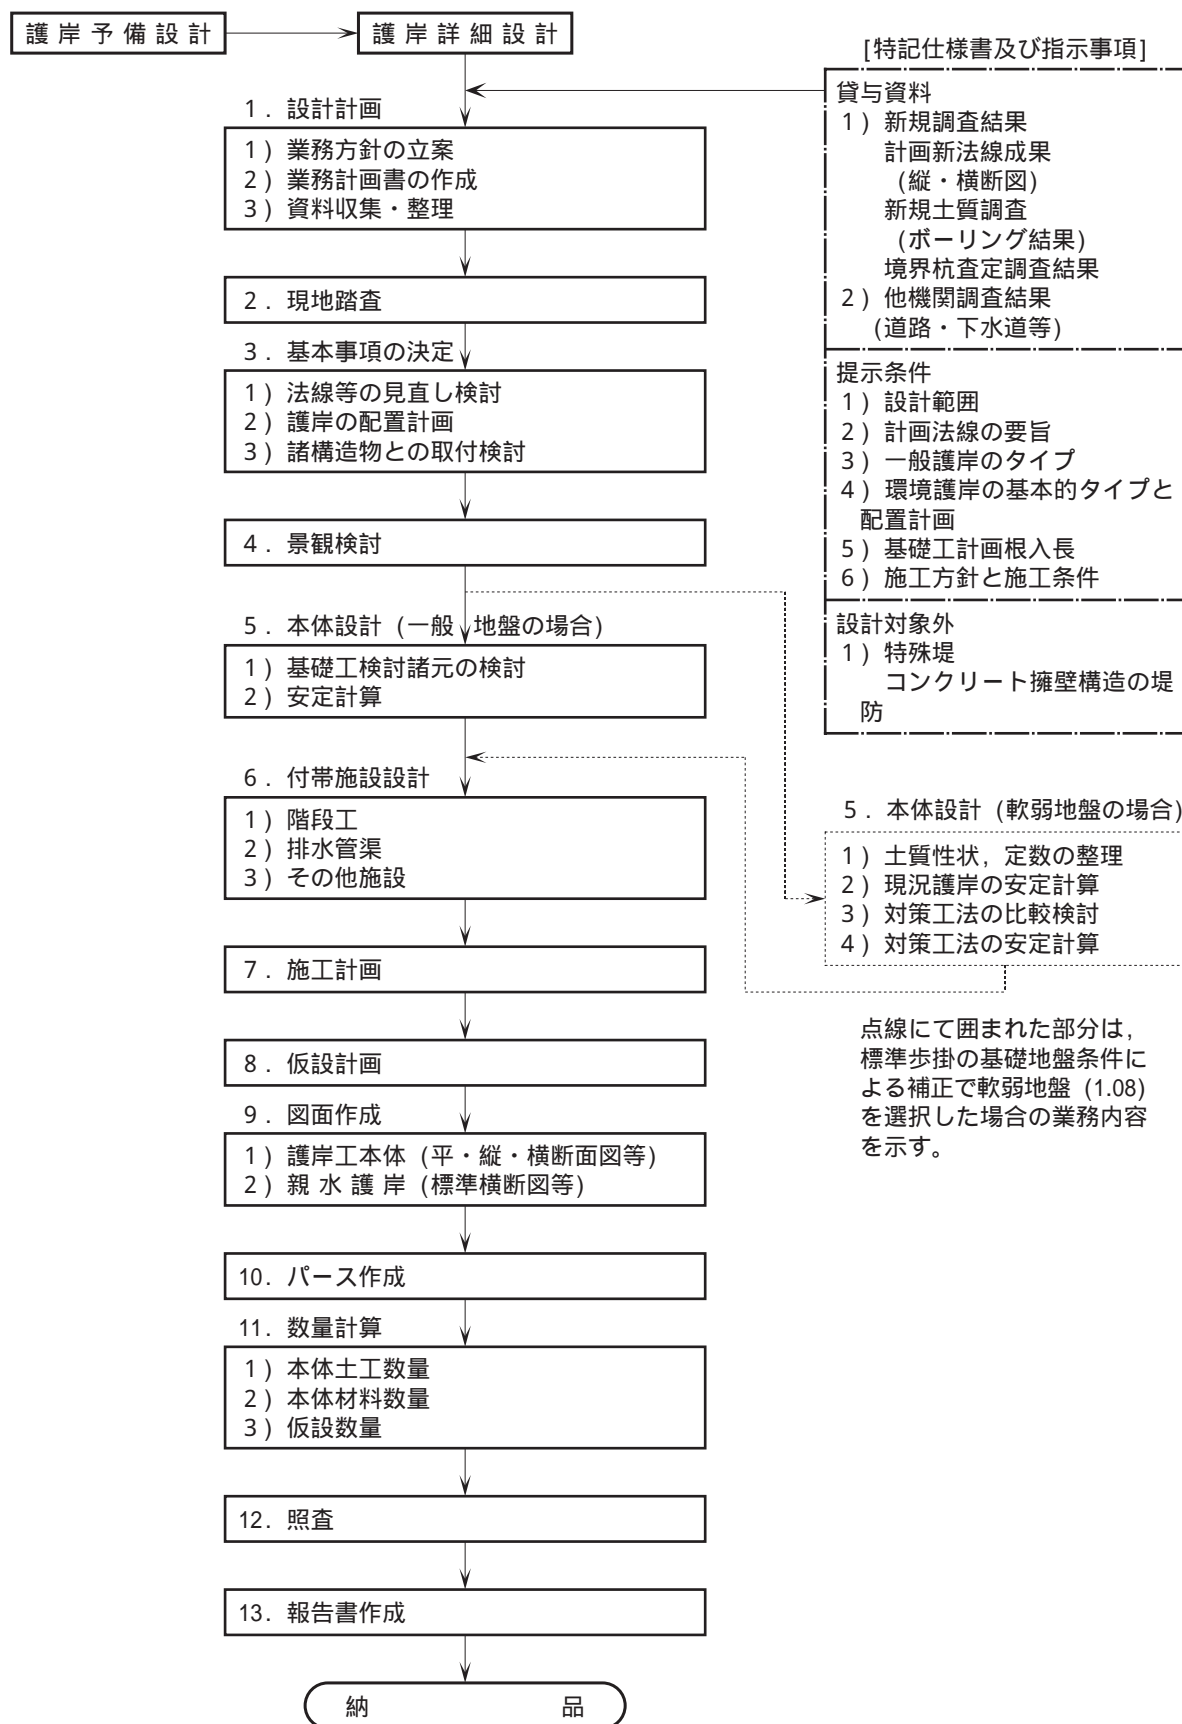 護岸予備設計
護岸詳細設計
1．設計計画
1）業務方針の立案
2）業務計画書の作成
3）資料収集・整理
2．現地踏査
3．基本事項の決定
1）法線等の見直し検討
2）護岸の配置計画
3）諸構造物との取付検討
4．景観検討
5．本体設計（一般地盤の場合）
1）基礎工検討諸元の検討
2）安定計算
6．付帯施設設計
1）階段工
2）排水管渠
3）その他施設
7．施工計画
8．仮設計画
9．図面作成
1）護岸工本体（平・縦・横断面図等）
2）親水護岸（標準横断図等）
10．パース作成
11．数量計算
1）本体土工数量
2）本体材料数量
3）仮設数量
12．照査
13．報告書作成
納品
[特記仕様書及び指示事項]
貸与資料
1）新規調査結果
計画新法線成果
（縦・横断図）
新規土質調査
（ボーリング結果）
境界杭査定調査結果
2）他機関調査結果
（道路・下水道等）
提示条件
1）設計範囲
2）計画法線の要旨
3）一般護岸のタイプ
4）環境護岸の基本的タイプと
配置計画
5）基礎工計画根入長
6）施工方針と施工条件
設計対象外
1）特殊堤
コンクリート擁壁構造の堤
防
5．本体設計（軟弱地盤の場合）
1）土質性状，定数の整理
2）現況護岸の安定計算
3）対策工法の比較検討
4）対策工法の安定計算
点線にて囲まれた部分は，
標準歩掛の基礎地盤条件に
よる補正で軟弱地盤（1.08）
を選択した場合の業務内容
を示す。